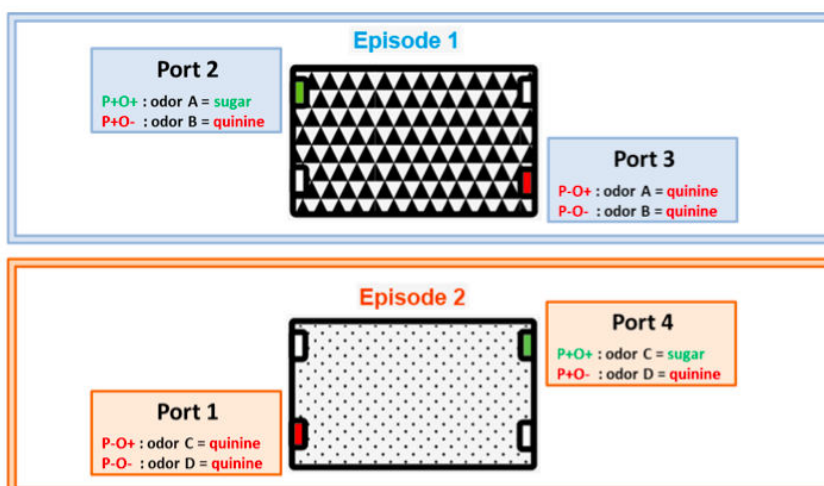 Episode 1
Port 2
P+O+ : odor A = sugar
P+O- : odor B = quinine
Port 3
P-O+ : odor A = quinine
P-O- : odor B = quinine
Episode 2
Port 4
P+O+ : odor C = sugar
P+O- : odor D = quinine
Port 1
P-O+ : odor C = quinine
P-O- : odor D = quinine